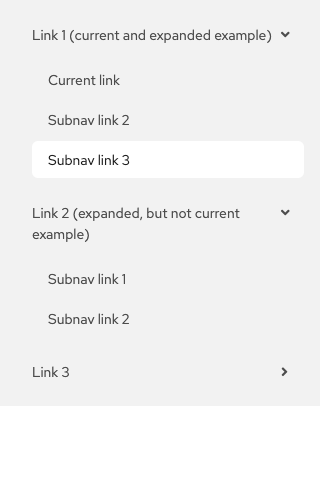 Link 1 (current and expanded example)
Current link
Subnav link 2
Subnav link 3
Link 2 (expanded, but not current
example)
Subnav link 1
Subnav link 2
Link 3